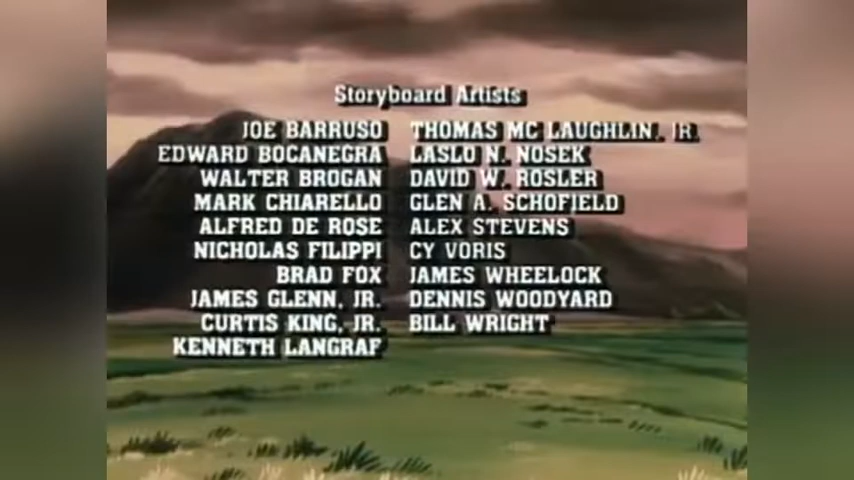 Storyboard Artists
JOE BARRUSO THOMAS MC LAUGHLIN, JR.
EDWARD BOCANEGRA LASLO N. NOSEK
WALTER BROGAN DAVID W. ROSLER
MARK CHIARELLO GLEN A. SCHOFIELD
ALFRED DE ROSE ALEX STEVENS
NICHOLAS FILIPPI CY VORIS
BRAD FOX JAMES WHEELOCK
JAMES GLENN, JR. DENNIS WOODYARD
CURTIS KING, JR. BILL WRIGHT
KENNETH LANGRAF